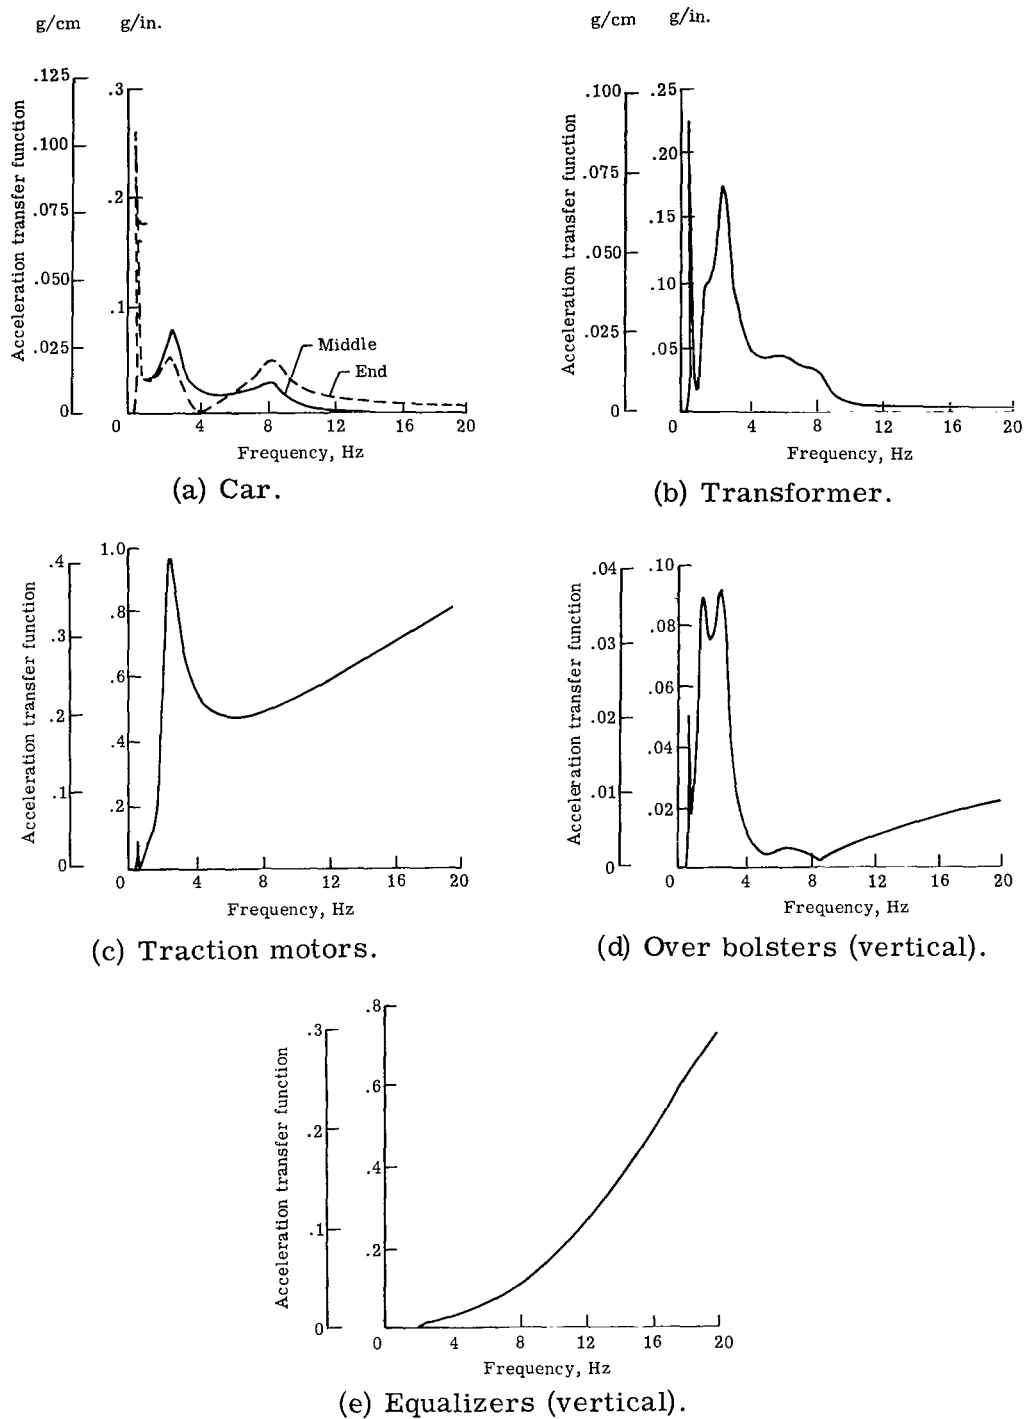 g/cm g/in. g/cm g/in.
Acceleration transfer function
.125
.100
.075
.050
.025
0
.3
.2
.1
Middle
End
0 4 8 12 16 20
Frequency, Hz
(a) Car.
Acceleration transfer function
.100
.075
.050
.025
0
.25
.20
.15
.10
.05
0 4 8 12 16 20
Frequency, Hz
(b) Transformer.
Acceleration transfer function
.4
.3
.2
.1
0
1.0
.8
.6
.4
.2
0 4 8 12 16 20
Frequency, Hz
(c) Traction motors.
Acceleration transfer function
.04
.03
.02
.01
0
.10
.08
.06
.04
.02
0 4 8 12 16 20
Frequency, Hz
(d) Over bolsters (vertical).
Acceleration transfer function
.3
.2
.1
0
.8
.6
.4
.2
0 4 8 12 16 20
Frequency, Hz
(e) Equalizers (vertical).